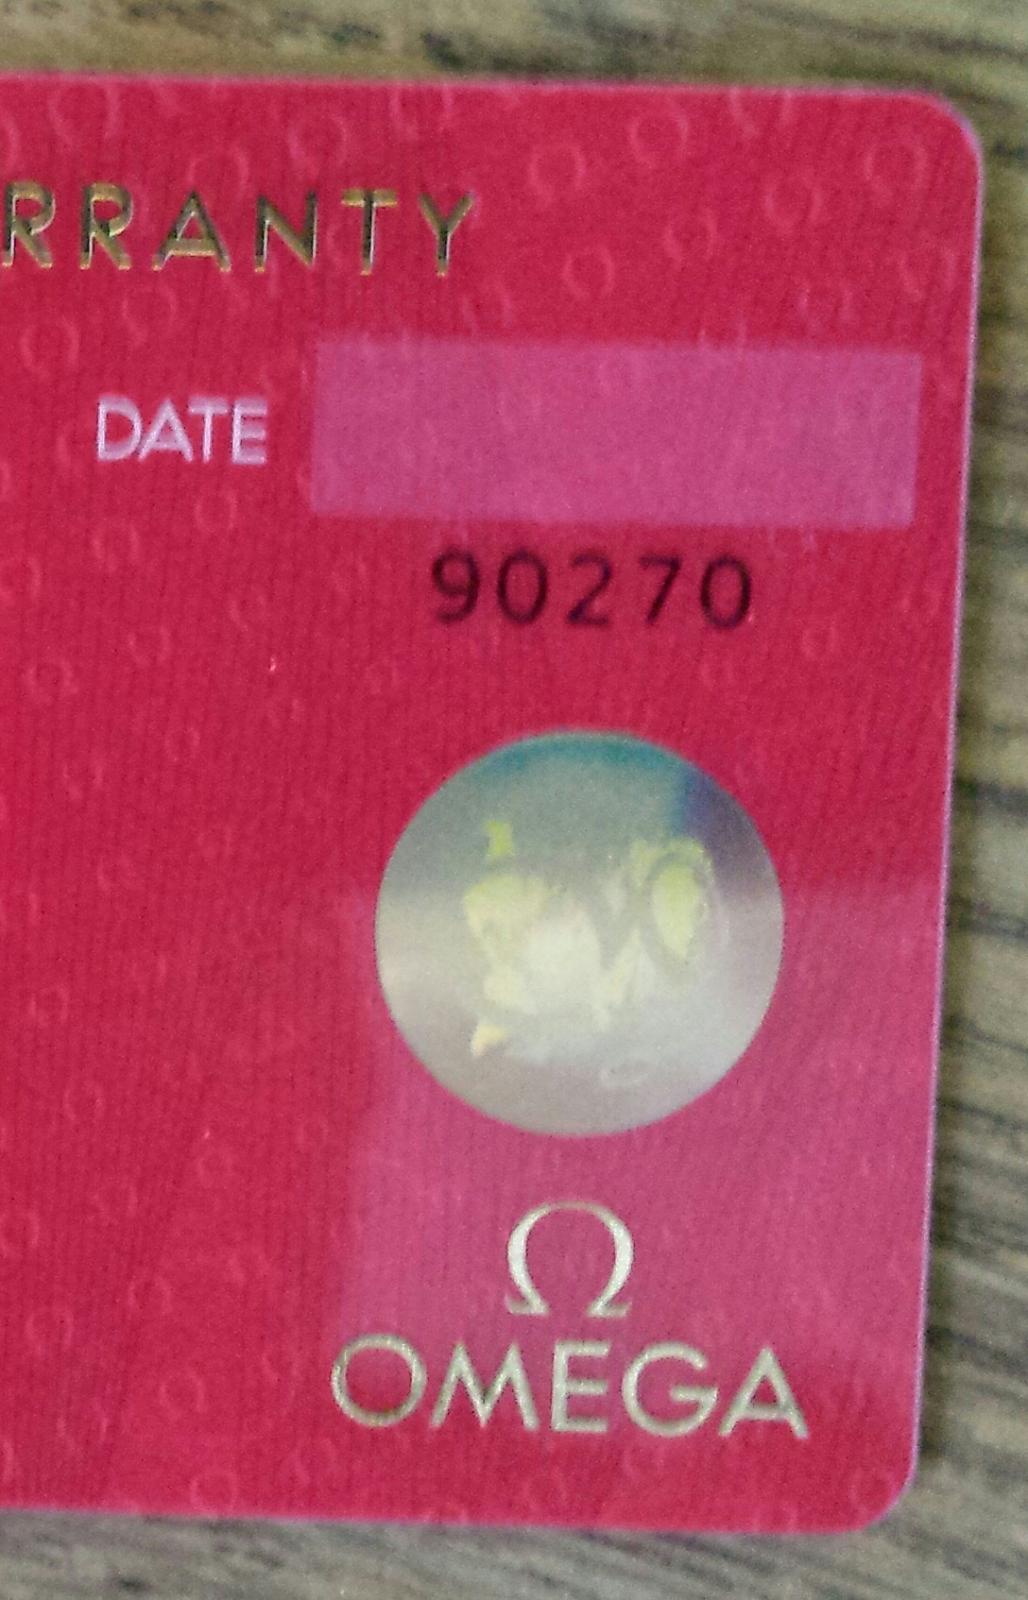 RRANTY
DATE
90270
Ω
OMEGA